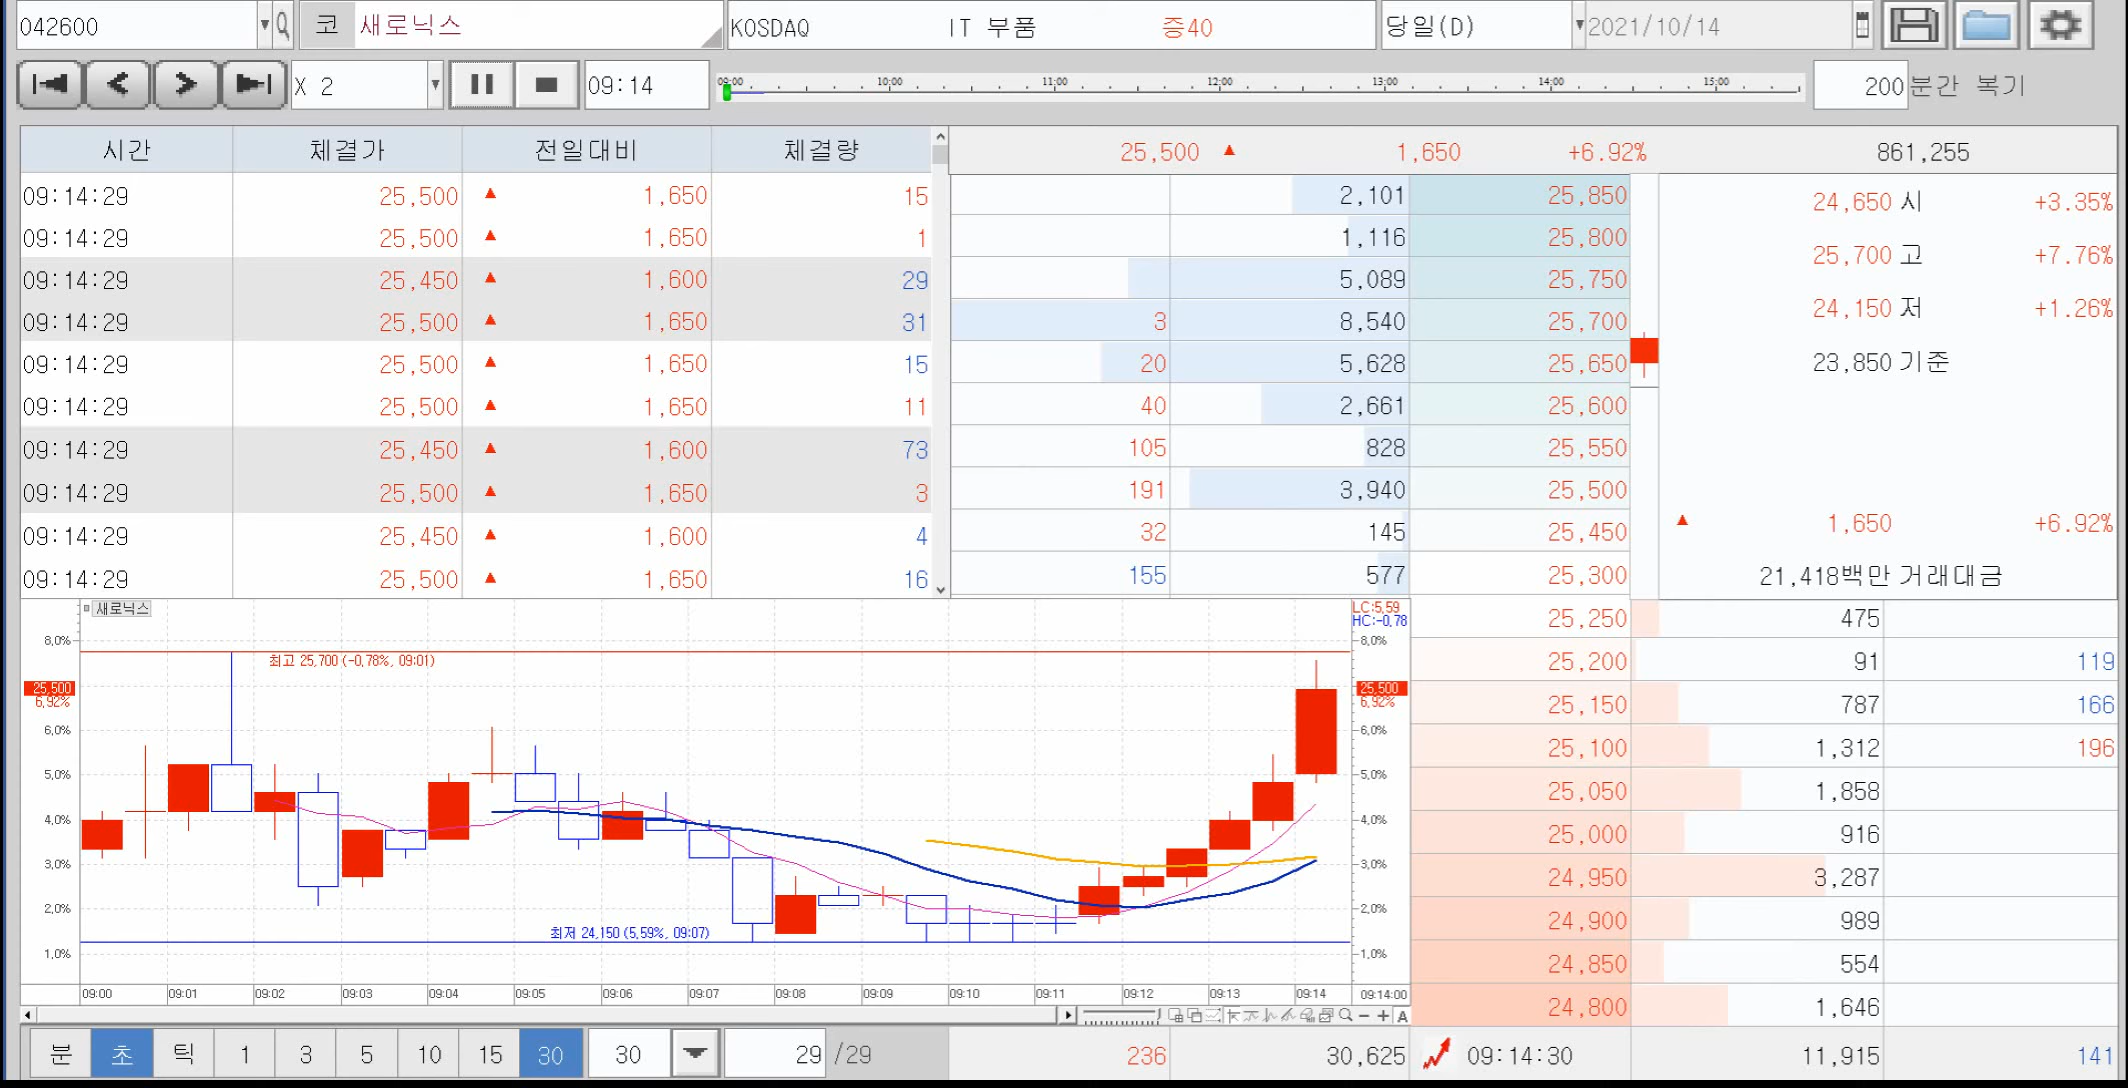 042600 코 새로닉스 KOSDAQ IT 부품 증40 당일(D) 2021/10/14
X 2 09:14 09:00 10:00 11:00 12:00 13:00 14:00 15:00 200 분간 복기
시간 체결가 전일대비 체결량
09:14:29 25,500 ▲ 1,650 15
09:14:29 25,500 ▲ 1,650 1
09:14:29 25,450 ▲ 1,600 29
09:14:29 25,500 ▲ 1,650 31
09:14:29 25,500 ▲ 1,650 15
09:14:29 25,500 ▲ 1,650 11
09:14:29 25,450 ▲ 1,600 73
09:14:29 25,500 ▲ 1,650 3
09:14:29 25,450 ▲ 1,600 4
09:14:29 25,500 ▲ 1,650 16
25,500 ▲ 1,650 +6.92% 861,255
2,101 25,850
1,116 25,800
5,089 25,750
3 8,540 25,700
20 5,628 25,650
40 2,661 25,600
105 828 25,550
191 3,940 25,500
32 145 25,450
155 577 25,300
24,650 시 +3.35%
25,700 고 +7.76%
24,150 저 +1.26%
23,850 기준
▲ 1,650 +6.92%
21,418백만 거래대금
25,250 475
25,200 91 119
25,150 787 166
25,100 1,312 196
25,050 1,858
25,000 916
24,950 3,287
24,900 989
24,850 554
24,800 1,646
새로닉스
LC:5,59
HC:-0,78
8,0% 8,0%
최고 25,700 (-0,78%, 09:01)
25,500 25,500
6,92% 6,92%
6,0% 6,0%
5,0% 5,0%
4,0% 4,0%
3,0% 3,0%
2,0% 2,0%
최저 24,150 (5,59%, 09:07)
1,0% 1,0%
09:00 09:01 09:02 09:03 09:04 09:05 09:06 09:07 09:08 09:09 09:10 09:11 09:12 09:13 09:14 09:14:00
A
분 초 틱 1 3 5 10 15 30 30 29 /29
236 30,625 09:14:30 11,915 141